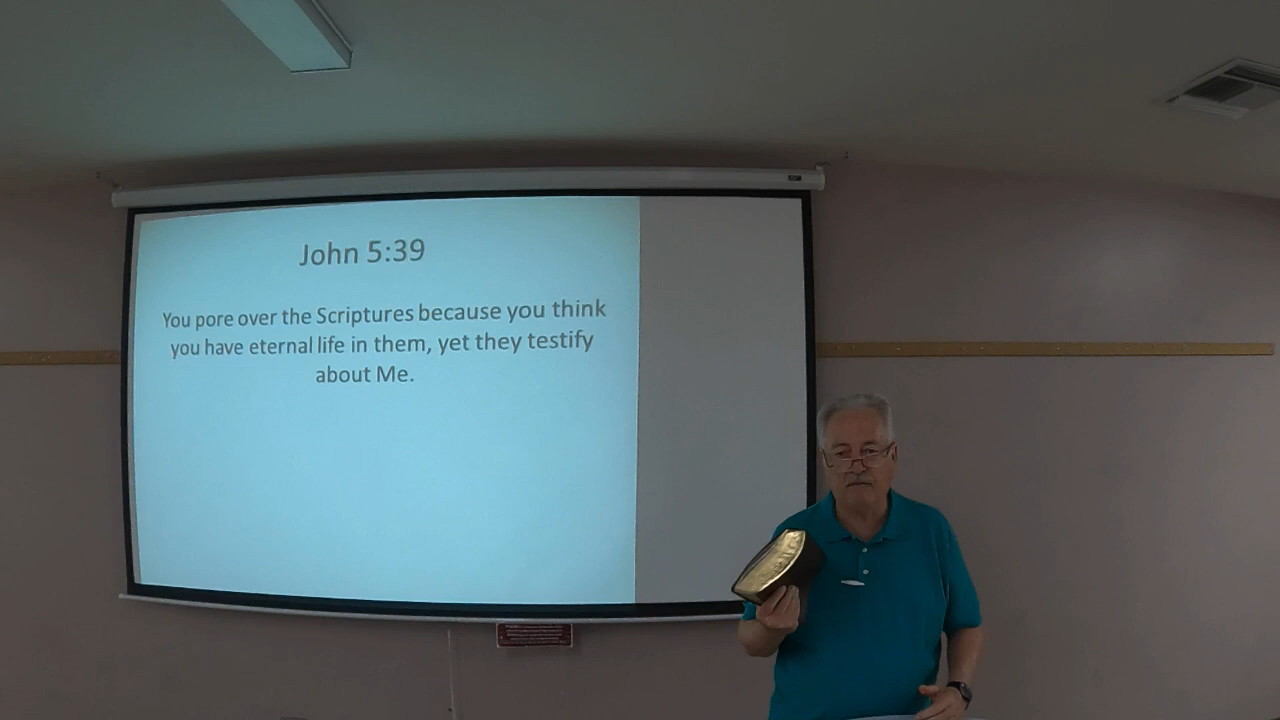 John 5:39
You pore over the Scriptures because you think
you have eternal life in them, yet they testify
about Me.